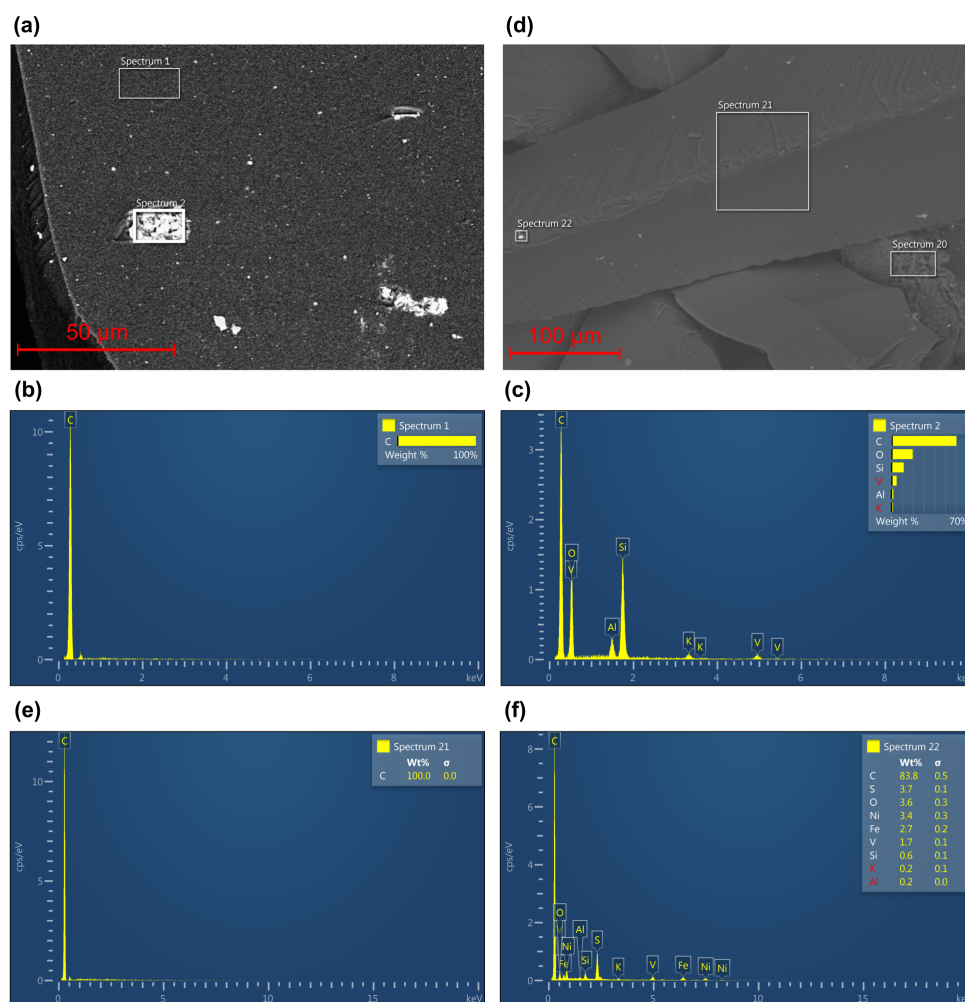 (a)
(d)
Spectrum 1
Spectrum 2
50 μm
Spectrum 21
Spectrum 22
Spectrum 20
100 μm
(b)
(c)
cps/eV
10
5
0
C
Spectrum 1
C
Weight % 100%
0 2 4 6 8 keV
cps/eV
3
2
1
0
C
O
V
Al
Si
K
K
V
V
Spectrum 2
C
O
Si
V
Al
K
Weight % 70%
0 2 4 6 8 ke
(e)
(f)
cps/eV
10
5
0
C
Spectrum 21
Wt% σ
C 100.0 0.0
0 5 10 15 keV
cps/eV
8
6
4
2
0
C
O
Fe
Ni
Al
Si
S
K
V
Fe
Ni
Ni
Spectrum 22
Wt% σ
C 83.8 0.5
S 3.7 0.1
O 3.6 0.3
Ni 3.4 0.3
Fe 2.7 0.2
V 1.7 0.1
Si 0.6 0.1
K 0.2 0.1
Al 0.2 0.0
0 5 10 15 ke